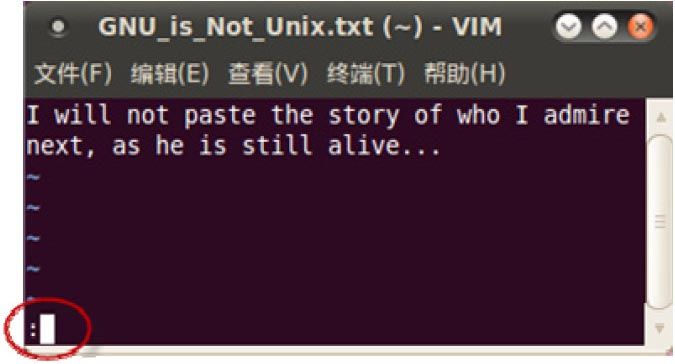 GNU_is_Not_Unix.txt (~) - VIM
文件(F) 编辑(E) 查看(V) 终端(T) 帮助(H)
I will not paste the story of who I admire
next, as he is still alive...
~
~
~
~
~
: